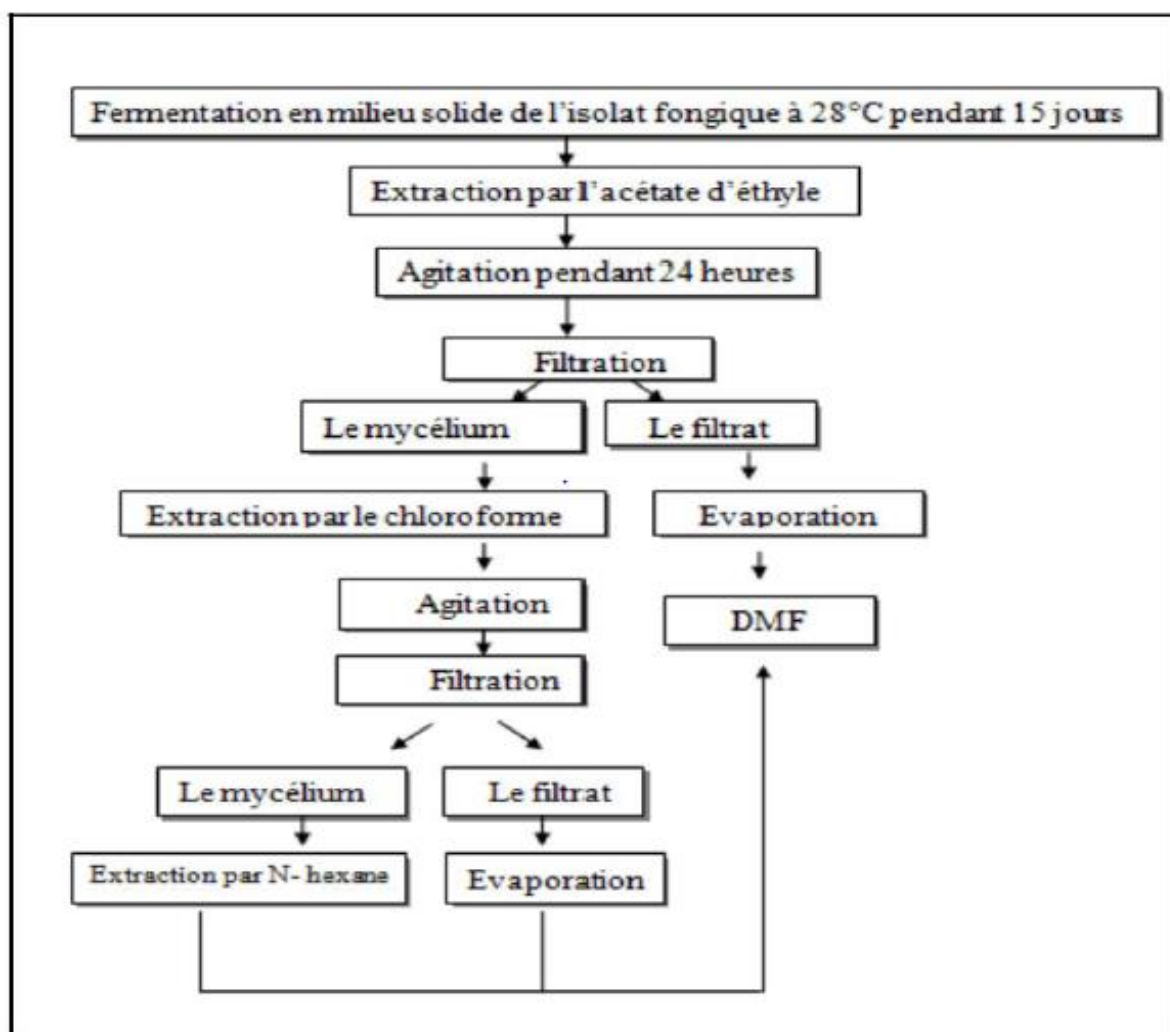 Fermentation en milieu solide de l'isolat fongique à 28°C pendant 15 jours
Extraction par l'acétate d'éthyle
Agitation pendant 24 heures
Filtration
Le mycélium
Le filtrat
Extraction par le chloroforme
Evaporation
Agitation
DMF
Filtration
Le mycélium
Le filtrat
Extraction par N- hexane
Evaporation